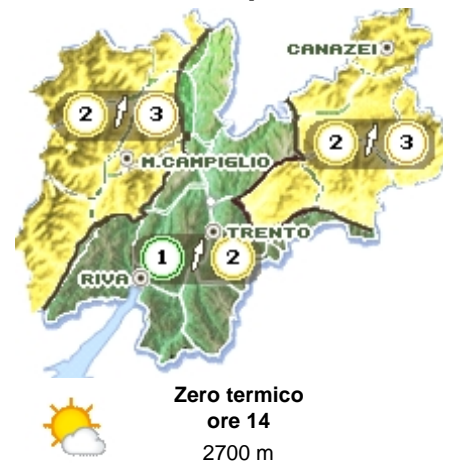 CANAZEI
2 3
2 3
M.CAMPIGLIO
TRENTO
1 2
RIVA
Zero termico
ore 14
2700 m